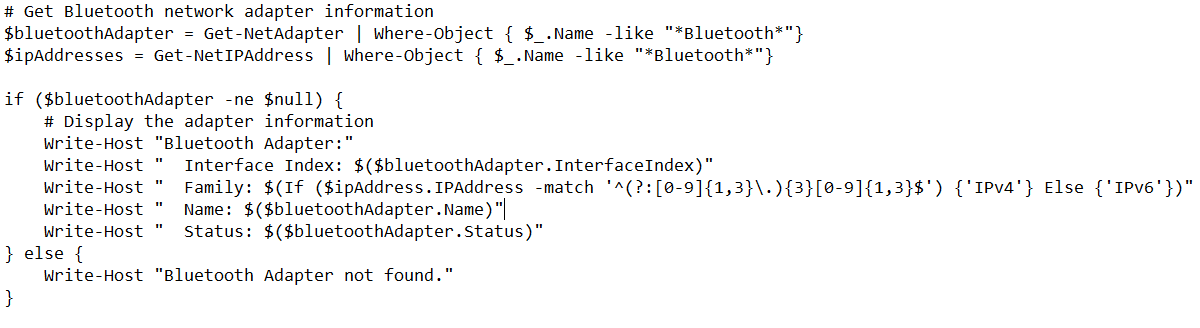 # Get Bluetooth network adapter information
$bluetoothAdapter = Get-NetAdapter | Where-Object { $_.Name -like "*Bluetooth*"}
$ipAddresses = Get-NetIPAddress | Where-Object { $_.Name -like "*Bluetooth*"}

if ($bluetoothAdapter -ne $null) {
    # Display the adapter information
    Write-Host "Bluetooth Adapter:"
    Write-Host "  Interface Index: $($bluetoothAdapter.InterfaceIndex)"
    Write-Host "  Family: $(If ($ipAddress.IPAddress -match '^(?:[0-9]{1,3}\.){3}[0-9]{1,3}$') {'IPv4'} Else {'IPv6'})"
    Write-Host "  Name: $($bluetoothAdapter.Name)"
    Write-Host "  Status: $($bluetoothAdapter.Status)"
} else {
    Write-Host "Bluetooth Adapter not found."
}